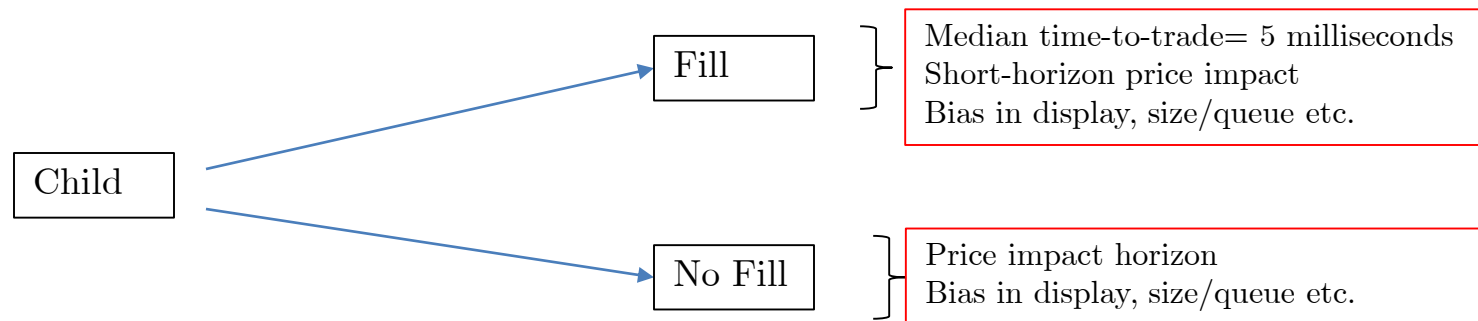 Fill
Median time-to-trade= 5 milliseconds
Short-horizon price impact
Bias in display, size/queue etc.
Child
No Fill
Price impact horizon
Bias in display, size/queue etc.